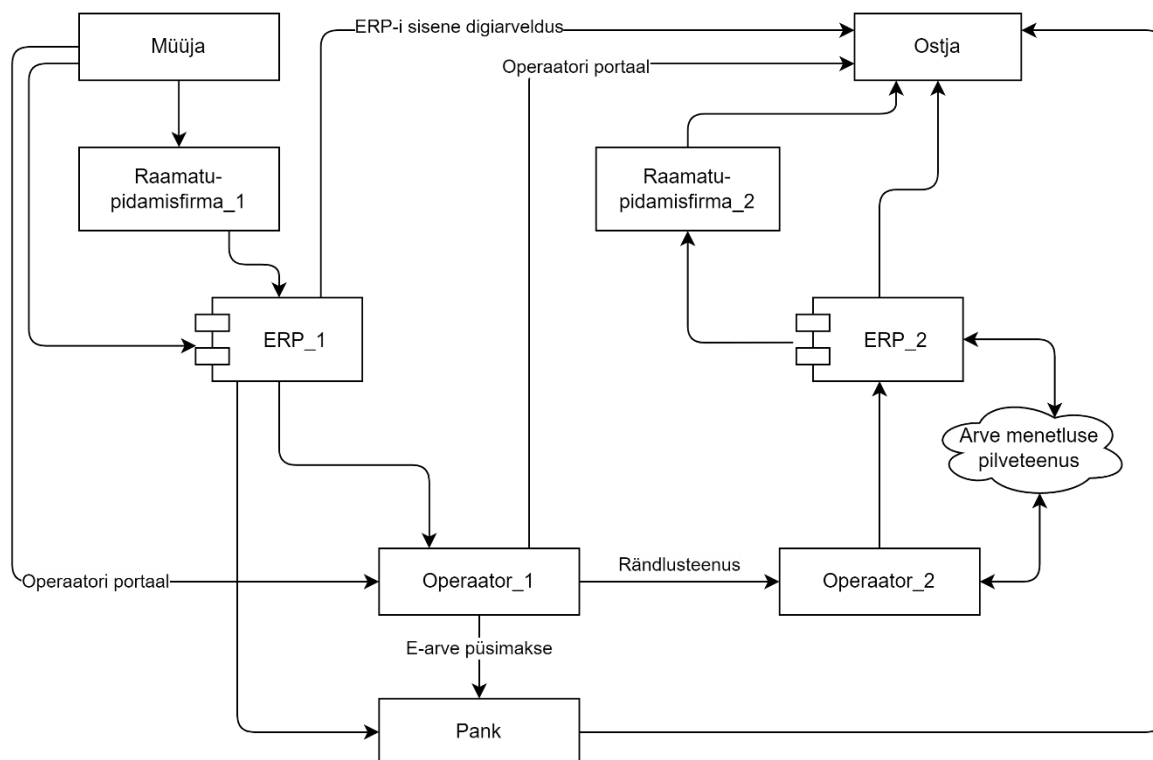 Müüja
ERP-i sisene digiarveldus
Ostja
Operaatori portaal
Raamatu-
pidamisfirma_1
Raamatu-
pidamisfirma_2
ERP_1
ERP_2
Arve menetluse
pilveteenus
Operaatori portaal
Operaator_1
Rändlusteenus
Operaator_2
E-arve püsimakse
Pank